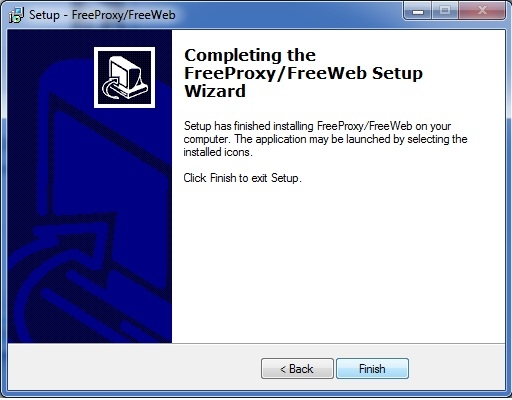 Setup - FreeProxy/FreeWeb
Completing the
FreeProxy/FreeWeb Setup
Wizard
Setup has finished installing FreeProxy/FreeWeb on your
computer. The application may be launched by selecting the
installed icons.
Click Finish to exit Setup.
< Back
Finish